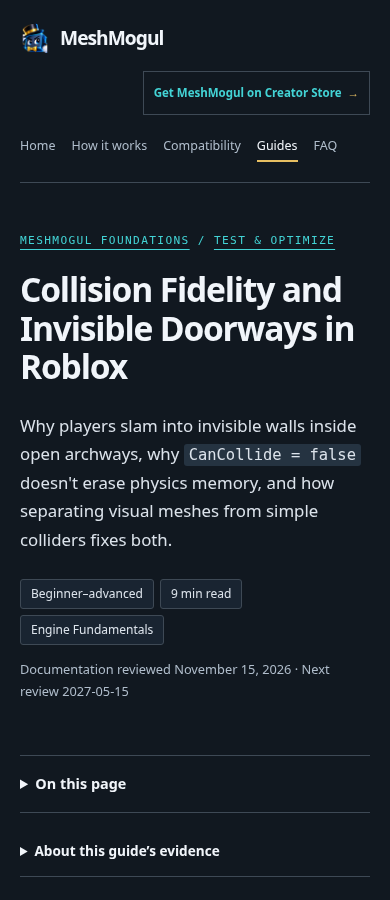 MeshMogul
Get MeshMogul on Creator Store →
Home How it works Compatibility Guides FAQ
MESHMOGUL FOUNDATIONS / TEST & OPTIMIZE
Collision Fidelity and
Invisible Doorways in
Roblox
Why players slam into invisible walls inside
open archways, why CanCollide = false
doesn't erase physics memory, and how
separating visual meshes from simple
colliders fixes both.
Beginner–advanced 9 min read
Engine Fundamentals
Documentation reviewed November 15, 2026 · Next
review 2027-05-15
▶ On this page
▶ About this guide’s evidence